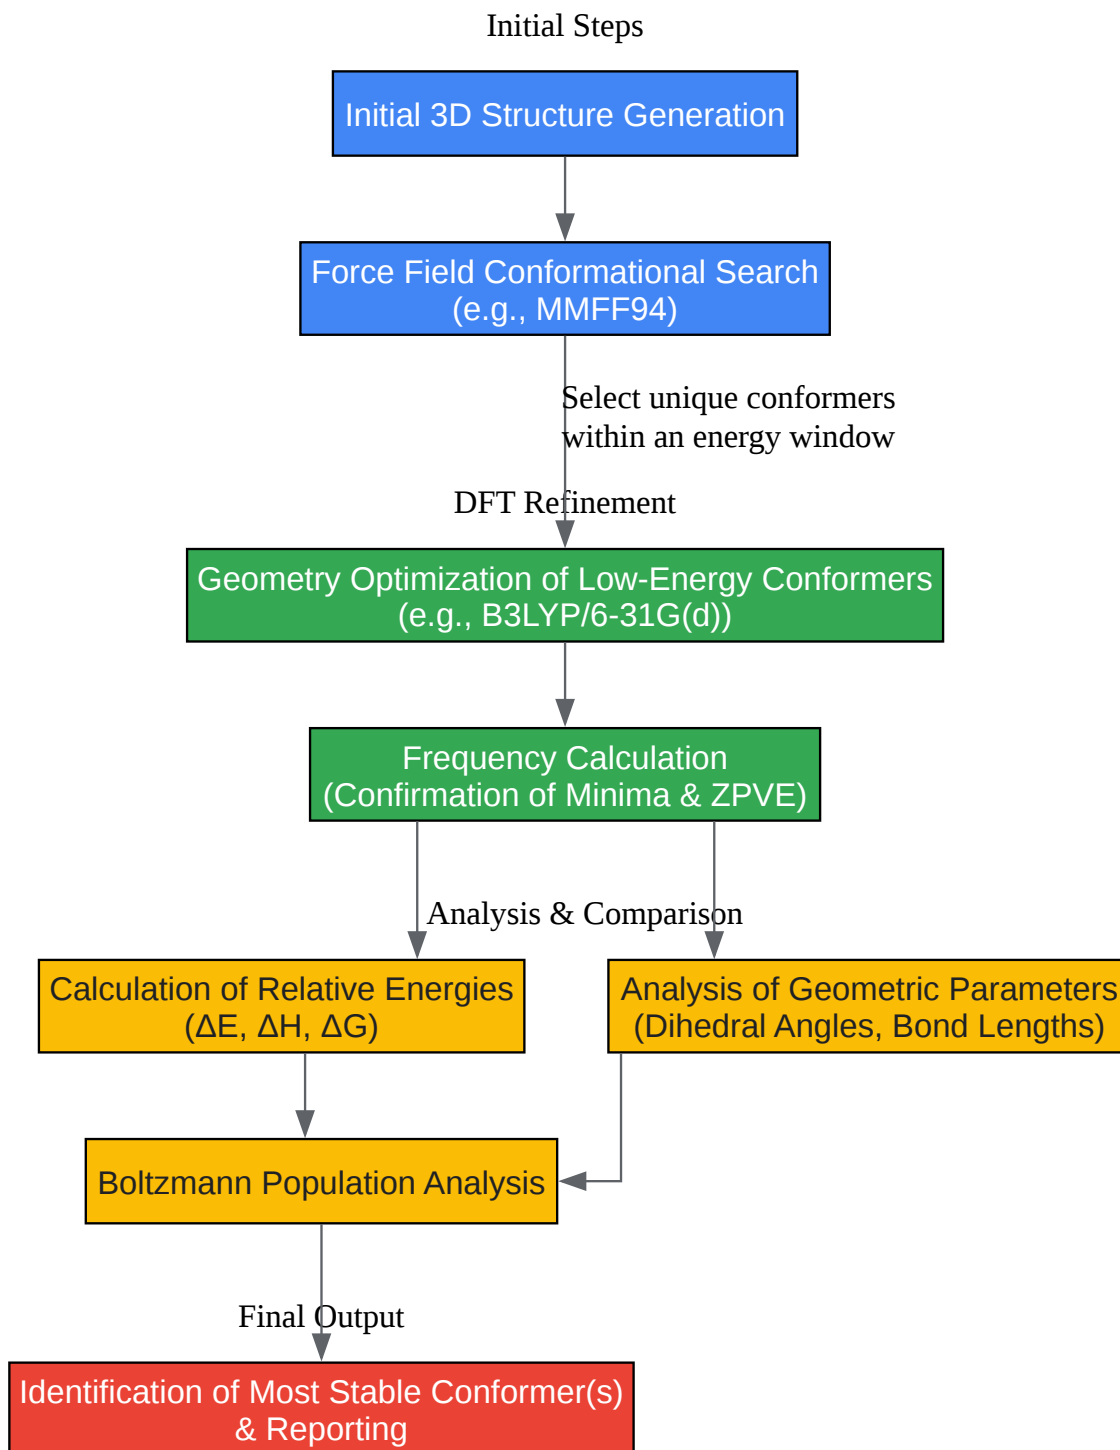 Initial Steps
Initial 3D Structure Generation
Force Field Conformational Search
(e.g., MMFF94)
Select unique conformers
within an energy window
DFT Refinement
Geometry Optimization of Low-Energy Conformers
(e.g., B3LYP/6-31G(d))
Frequency Calculation
(Confirmation of Minima & ZPVE)
Analysis & Comparison
Calculation of Relative Energies
(ΔE, ΔH, ΔG)
Analysis of Geometric Parameters
(Dihedral Angles, Bond Lengths)
Boltzmann Population Analysis
Final Output
Identification of Most Stable Conformer(s)
& Reporting